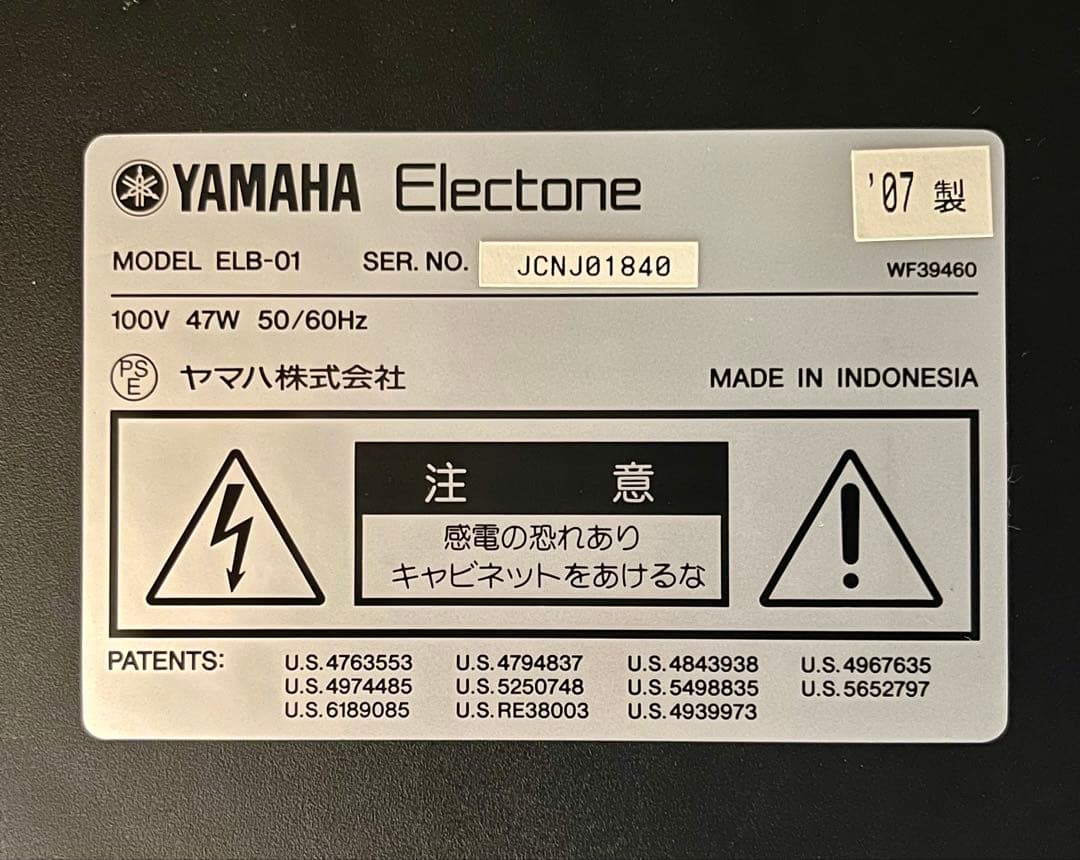 YAMAHA Electone
'07 製
MODEL ELB-01 SER. NO. JCNJ01840 WF39460
100V 47W 50/60Hz
PSE ヤマハ株式会社 MADE IN INDONESIA
注 意
感電の恐れあり
キャビネットをあけるな
PATENTS: U.S.4763553 U.S.4794837 U.S.4843938 U.S.4967635
U.S.4974485 U.S.5250748 U.S.5498835 U.S.5652797
U.S.6189085 U.S.RE38003 U.S.4939973